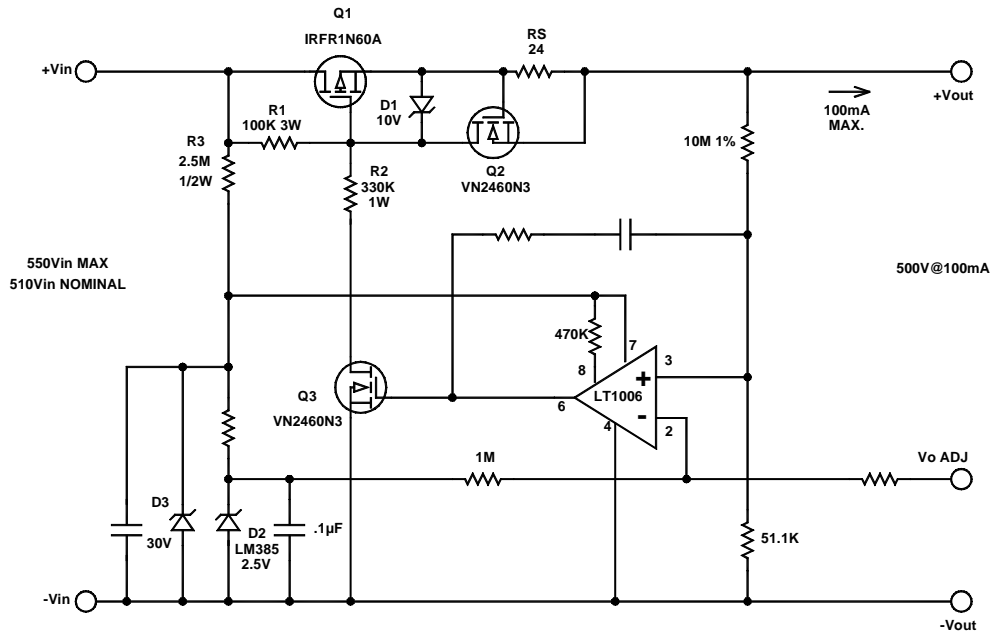 Q1
IRFR1N60A
RS
24
+Vin
+Vout
100mA
MAX.
D1
10V
R1
100K 3W
R3
2.5M
1/2W
10M 1%
Q2
VN2460N3
R2
330K
1W
550Vin MAX
510Vin NOMINAL
500V@100mA
470K
7
8
3
+
LT1006
6
-
4
2
Q3
VN2460N3
1M
Vo ADJ
D3
30V
D2
LM385
2.5V
.1µF
51.1K
-Vin
-Vout